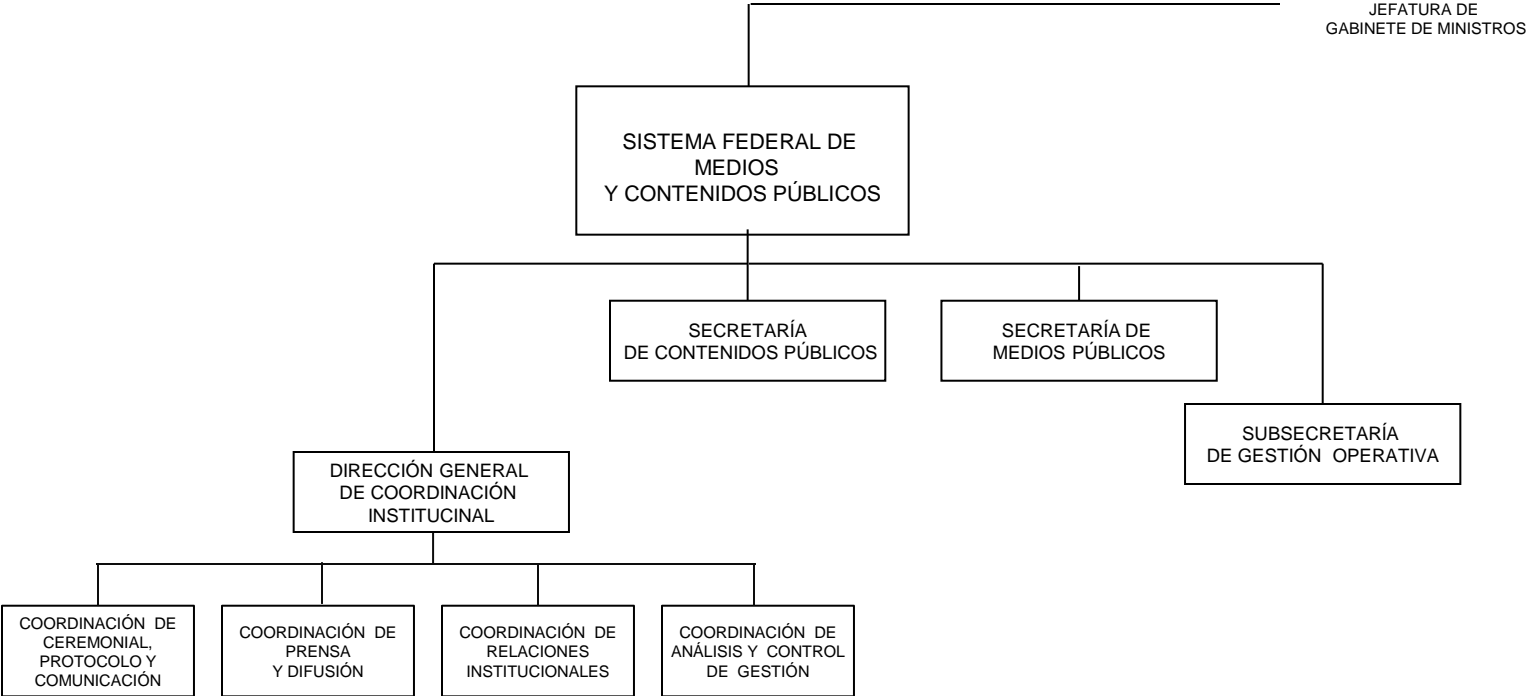 JEFATURA DE
GABINETE DE MINISTROS
SISTEMA FEDERAL DE
MEDIOS
Y CONTENIDOS PÚBLICOS
SECRETARÍA
DE CONTENIDOS PÚBLICOS
SECRETARÍA DE
MEDIOS PÚBLICOS
SUBSECRETARÍA
DE GESTIÓN OPERATIVA
DIRECCIÓN GENERAL
DE COORDINACIÓN
INSTITUCINAL
COORDINACIÓN DE
CEREMONIAL,
PROTOCOLO Y
COMUNICACIÓN
COORDINACIÓN DE
PRENSA
Y DIFUSIÓN
COORDINACIÓN DE
RELACIONES
INSTITUCIONALES
COORDINACIÓN DE
ANÁLISIS Y CONTROL
DE GESTIÓN